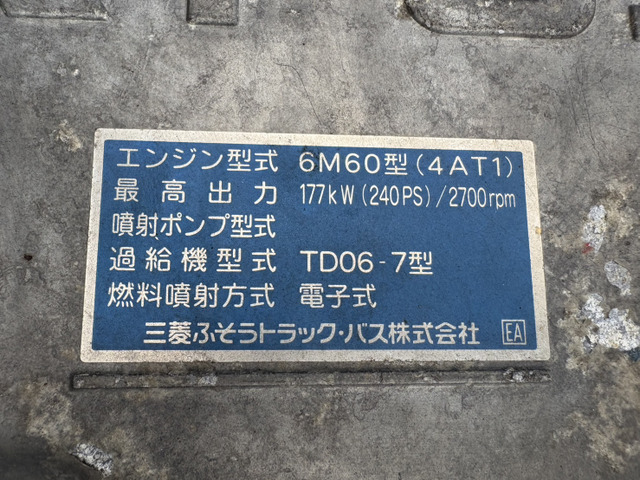 エンジン型式 6M60型(4AT1)
最高出力 177kW(240PS)/2700rpm
噴射ポンプ型式
過給機型式 TD06-7型
燃料噴射方式 電子式
三菱ふそうトラック・バス株式会社 EA